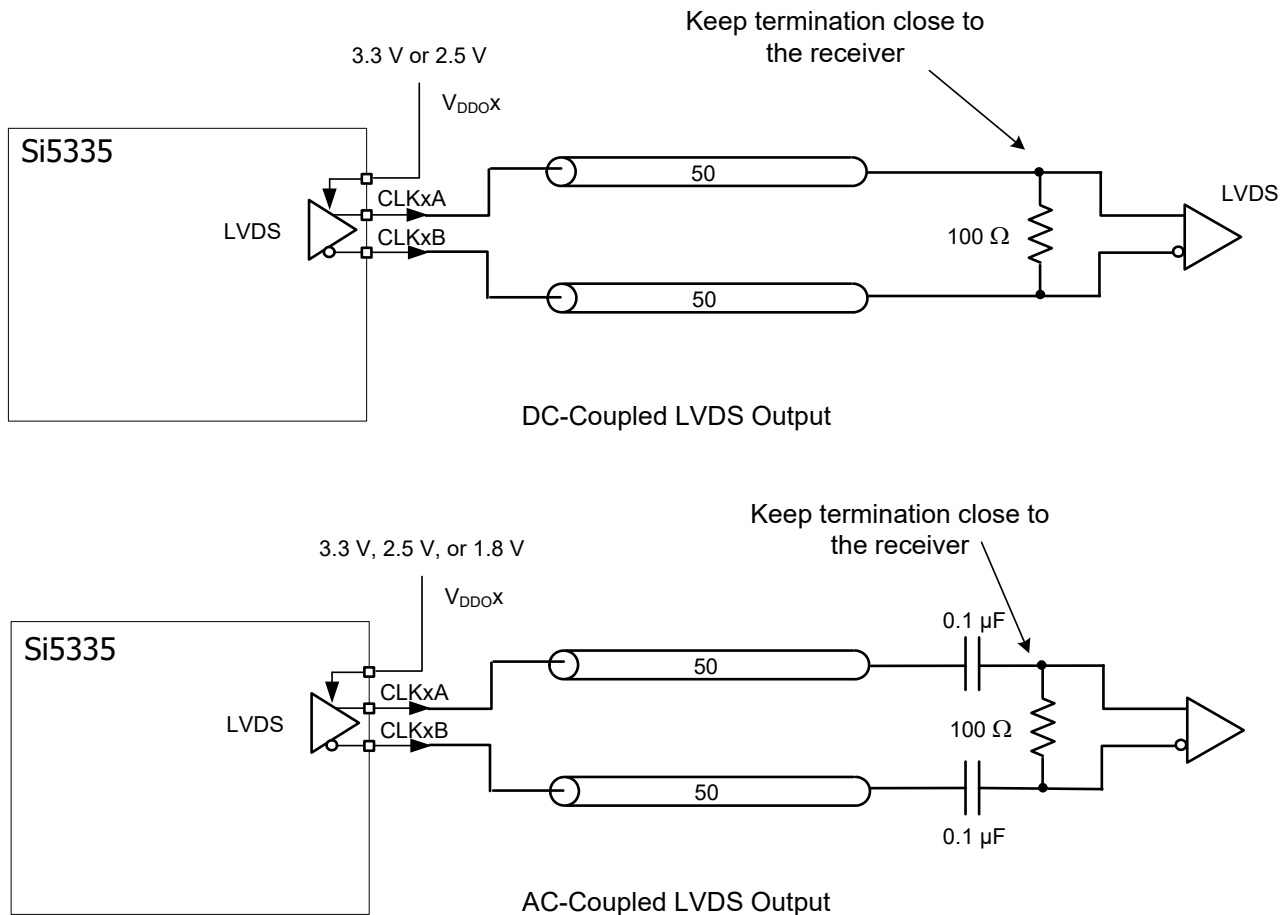 Keep termination close to
the receiver
3.3 V or 2.5 V
VDDOX
Si5335
CLKxA
LVDS
CLKxB
50
50
100 Ω
LVDS
DC-Coupled LVDS Output
Keep termination close to
the receiver
3.3 V, 2.5 V, or 1.8 V
VDDOX
Si5335
CLKxA
LVDS
CLKxB
50
50
0.1 µF
100 Ω
0.1 µF
AC-Coupled LVDS Output